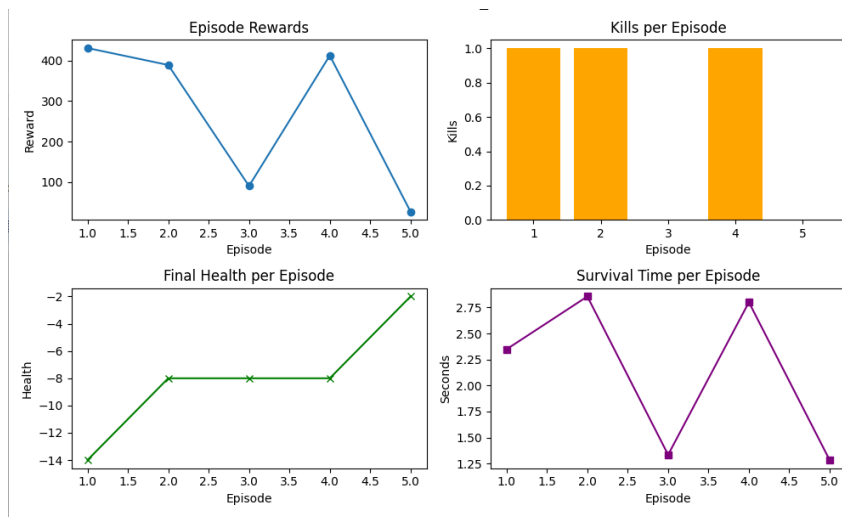 Episode Rewards
Reward
400
300
200
100
1.0 1.5 2.0 2.5 3.0 3.5 4.0 4.5 5.0
Episode
Kills per Episode
Kills
1.0
0.8
0.6
0.4
0.2
0.0
1 2 3 4 5
Episode
Final Health per Episode
Health
−2
−4
−6
−8
−10
−12
−14
1.0 1.5 2.0 2.5 3.0 3.5 4.0 4.5 5.0
Episode
Survival Time per Episode
Seconds
2.75
2.50
2.25
2.00
1.75
1.50
1.25
1.0 1.5 2.0 2.5 3.0 3.5 4.0 4.5 5.0
Episode